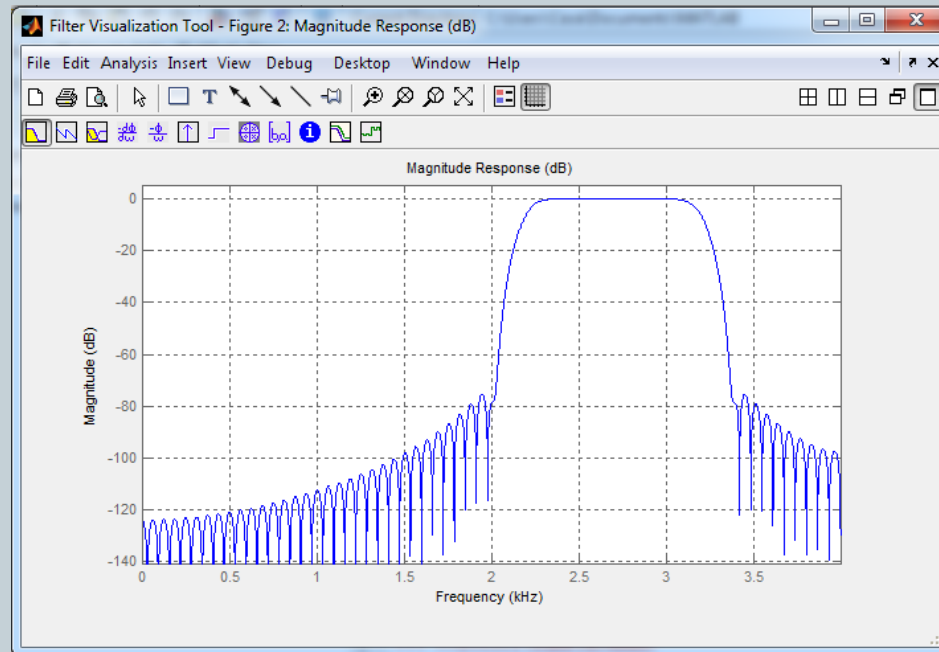 Filter Visualization Tool - Figure 2: Magnitude Response (dB)
File Edit Analysis Insert View Debug Desktop Window Help
Magnitude Response (dB)
0
-20
-40
-60
-80
-100
-120
-140
Magnitude (dB)
0 0.5 1 1.5 2 2.5 3 3.5
Frequency (kHz)